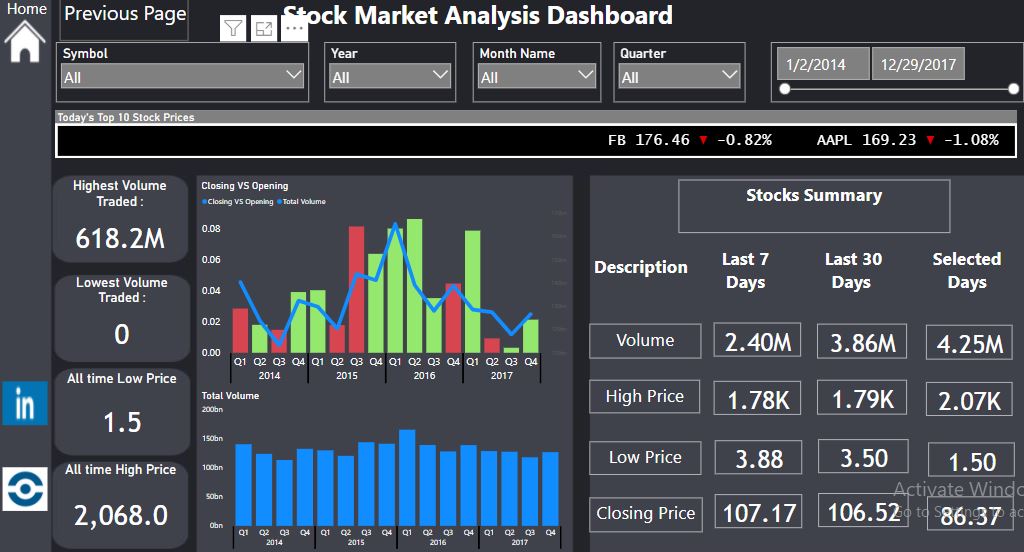 Home
Previous Page
Stock Market Analysis Dashboard
Symbol
All
Year
All
Month Name
All
Quarter
All
1/2/2014
12/29/2017
Today's Top 10 Stock Prices
FB 176.46 ▼ -0.82% AAPL 169.23 ▼ -1.08%
Highest Volume
Traded :
618.2M
Lowest Volume
Traded :
0
All time Low Price
1.5
All time High Price
2,068.0
in
Closing VS Opening
Closing VS Opening Total Volume
0.08
0.06
0.04
0.02
0.00
Q1 Q2 Q3 Q4 Q1 Q2 Q3 Q4 Q1 Q2 Q3 Q4 Q1 Q2 Q3 Q4
2014 2015 2016 2017
Total Volume
200bn
150bn
100bn
50bn
0bn
Q1 Q2 Q3 Q4 Q1 Q2 Q3 Q4 Q1 Q2 Q3 Q4 Q1 Q2 Q3 Q4
2014 2015 2016 2017
Stocks Summary
Description
Last 7
Days
Last 30
Days
Selected
Days
Volume 2.40M 3.86M 4.25M
High Price 1.78K 1.79K 2.07K
Low Price 3.88 3.50 1.50
Closing Price 107.17 106.52 86.37
Activate Windo
Go to Settings to ac